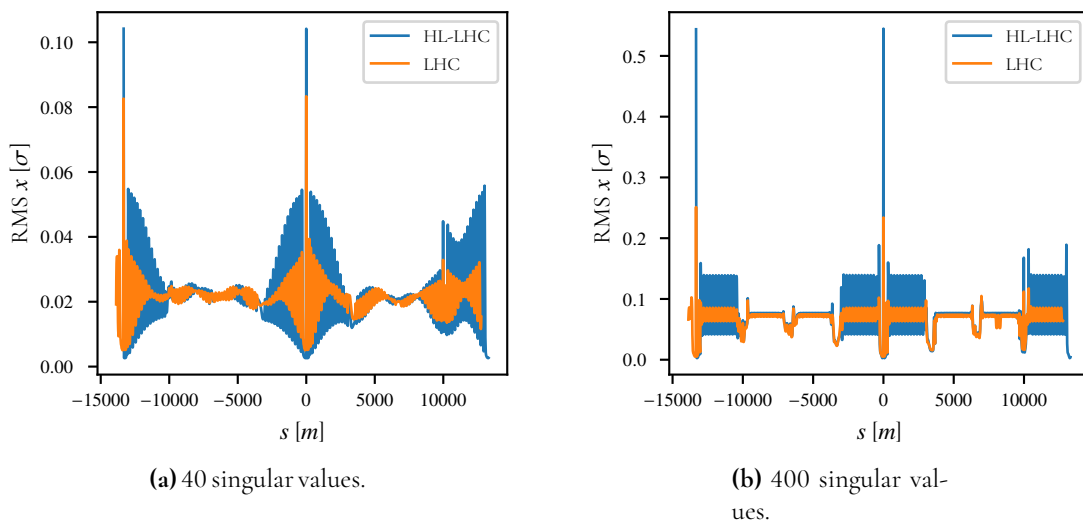 HL-LHC
LHC
0.10
0.08
0.06
0.04
0.02
0.00
RMS x [σ]
−15000 −10000 −5000 0 5000 10000
s [m]
(a) 40 singular values.
HL-LHC
LHC
0.5
0.4
0.3
0.2
0.1
0.0
RMS x [σ]
−15000 −10000 −5000 0 5000 10000
s [m]
(b) 400 singular val-
ues.